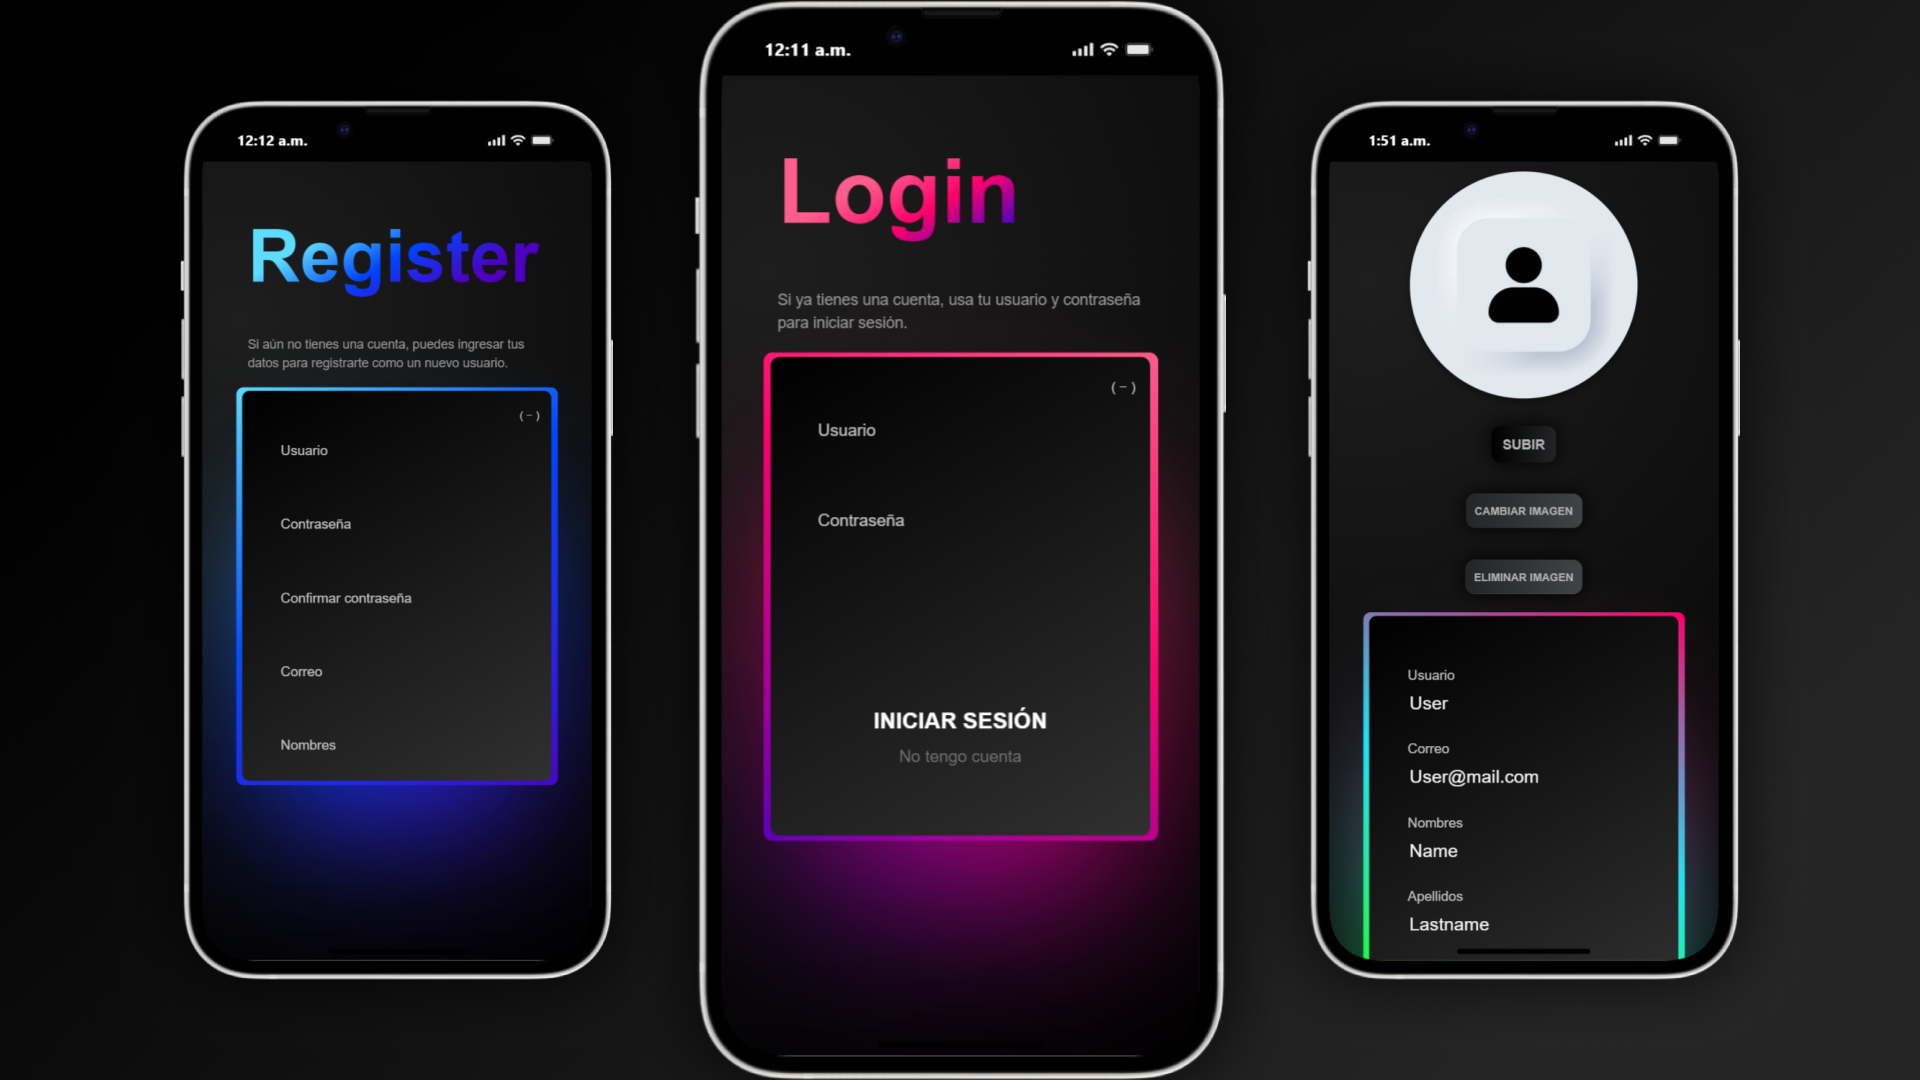 12:12 a.m.
Register
Si aún no tienes una cuenta, puedes ingresar tus
datos para registrarte como un nuevo usuario.
(-)
Usuario
Contraseña
Confirmar contraseña
Correo
Nombres
12:11 a.m.
Login
Si ya tienes una cuenta, usa tu usuario y contraseña
para iniciar sesión.
(-)
Usuario
Contraseña
INICIAR SESIÓN
No tengo cuenta
1:51 a.m.
SUBIR
CAMBIAR IMAGEN
ELIMINAR IMAGEN
Usuario
User
Correo
User@mail.com
Nombres
Name
Apellidos
Lastname